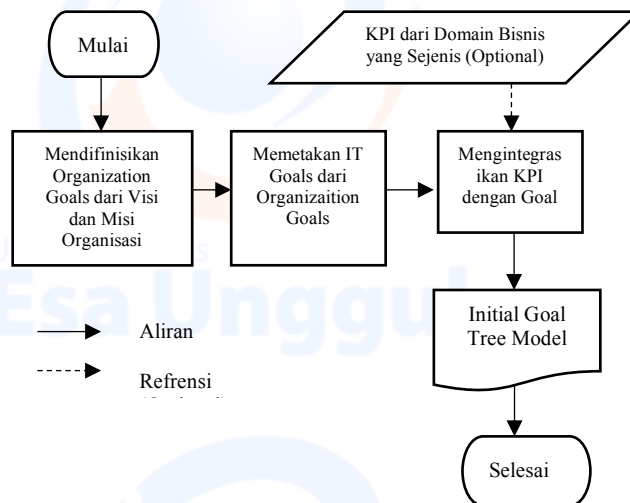 Mulai
KPI dari Domain Bisnis
yang Sejenis (Optional)
Mendifinisikan
Organization
Goals dari Visi
dan Misi
Organisasi
Memetakan IT
Goals dari
Organizaition
Goals
Mengintegras
ikan KPI
dengan Goal
Esa Unggul
Initial Goal
Tree Model
Aliran
Refrensi
Selesai